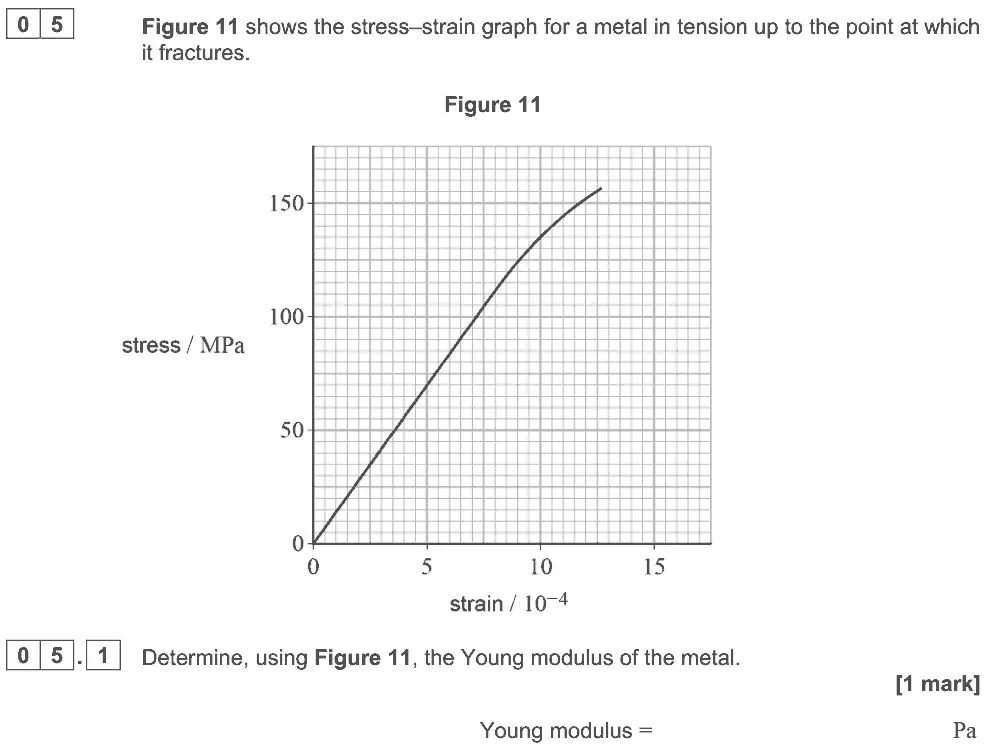 0 5 Figure 11 shows the stress–strain graph for a metal in tension up to the point at which
it fractures.
Figure 11
150
100
stress / MPa
50
0
0 5 10 15
strain / 10⁻⁴
0 5 . 1 Determine, using Figure 11, the Young modulus of the metal.
[1 mark]
Young modulus = Pa